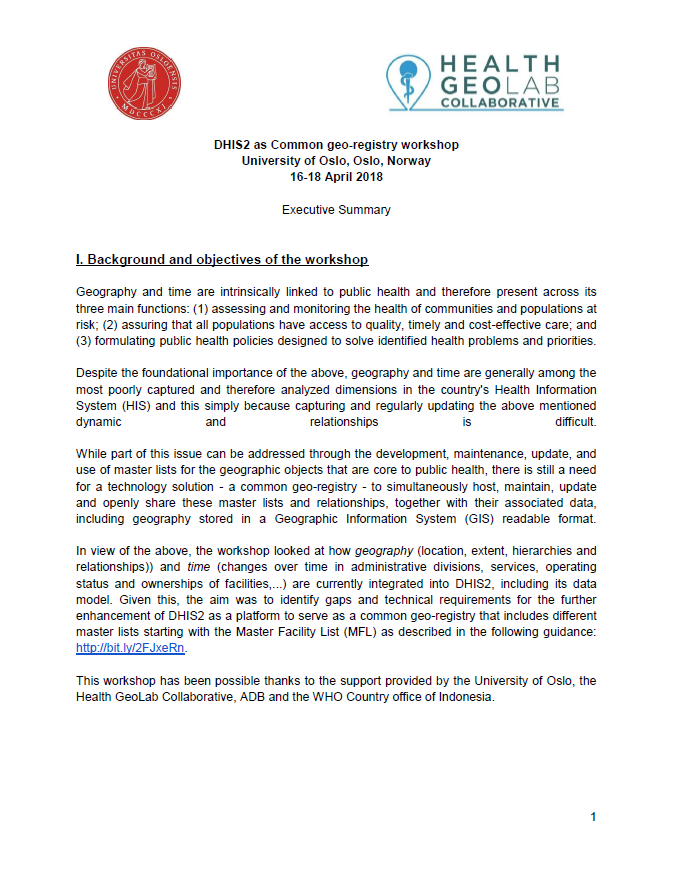 UNIVERSITAS OSLOENSIS
MDCCCXI
HEALTH
GEOLAB
COLLABORATIVE
DHIS2 as Common geo-registry workshop
University of Oslo, Oslo, Norway
16-18 April 2018
Executive Summary
I. Background and objectives of the workshop
Geography and time are intrinsically linked to public health and therefore present across its
three main functions: (1) assessing and monitoring the health of communities and populations at
risk; (2) assuring that all populations have access to quality, timely and cost-effective care; and
(3) formulating public health policies designed to solve identified health problems and priorities.
Despite the foundational importance of the above, geography and time are generally among the
most poorly captured and therefore analyzed dimensions in the country's Health Information
System (HIS) and this simply because capturing and regularly updating the above mentioned
dynamic and relationships is difficult.
While part of this issue can be addressed through the development, maintenance, update, and
use of master lists for the geographic objects that are core to public health, there is still a need
for a technology solution - a common geo-registry - to simultaneously host, maintain, update
and openly share these master lists and relationships, together with their associated data,
including geography stored in a Geographic Information System (GIS) readable format.
In view of the above, the workshop looked at how geography (location, extent, hierarchies and
relationships)) and time (changes over time in administrative divisions, services, operating
status and ownerships of facilities,...) are currently integrated into DHIS2, including its data
model. Given this, the aim was to identify gaps and technical requirements for the further
enhancement of DHIS2 as a platform to serve as a common geo-registry that includes different
master lists starting with the Master Facility List (MFL) as described in the following guidance:
http://bit.ly/2FJxeRn.
This workshop has been possible thanks to the support provided by the University of Oslo, the
Health GeoLab Collaborative, ADB and the WHO Country office of Indonesia.
1